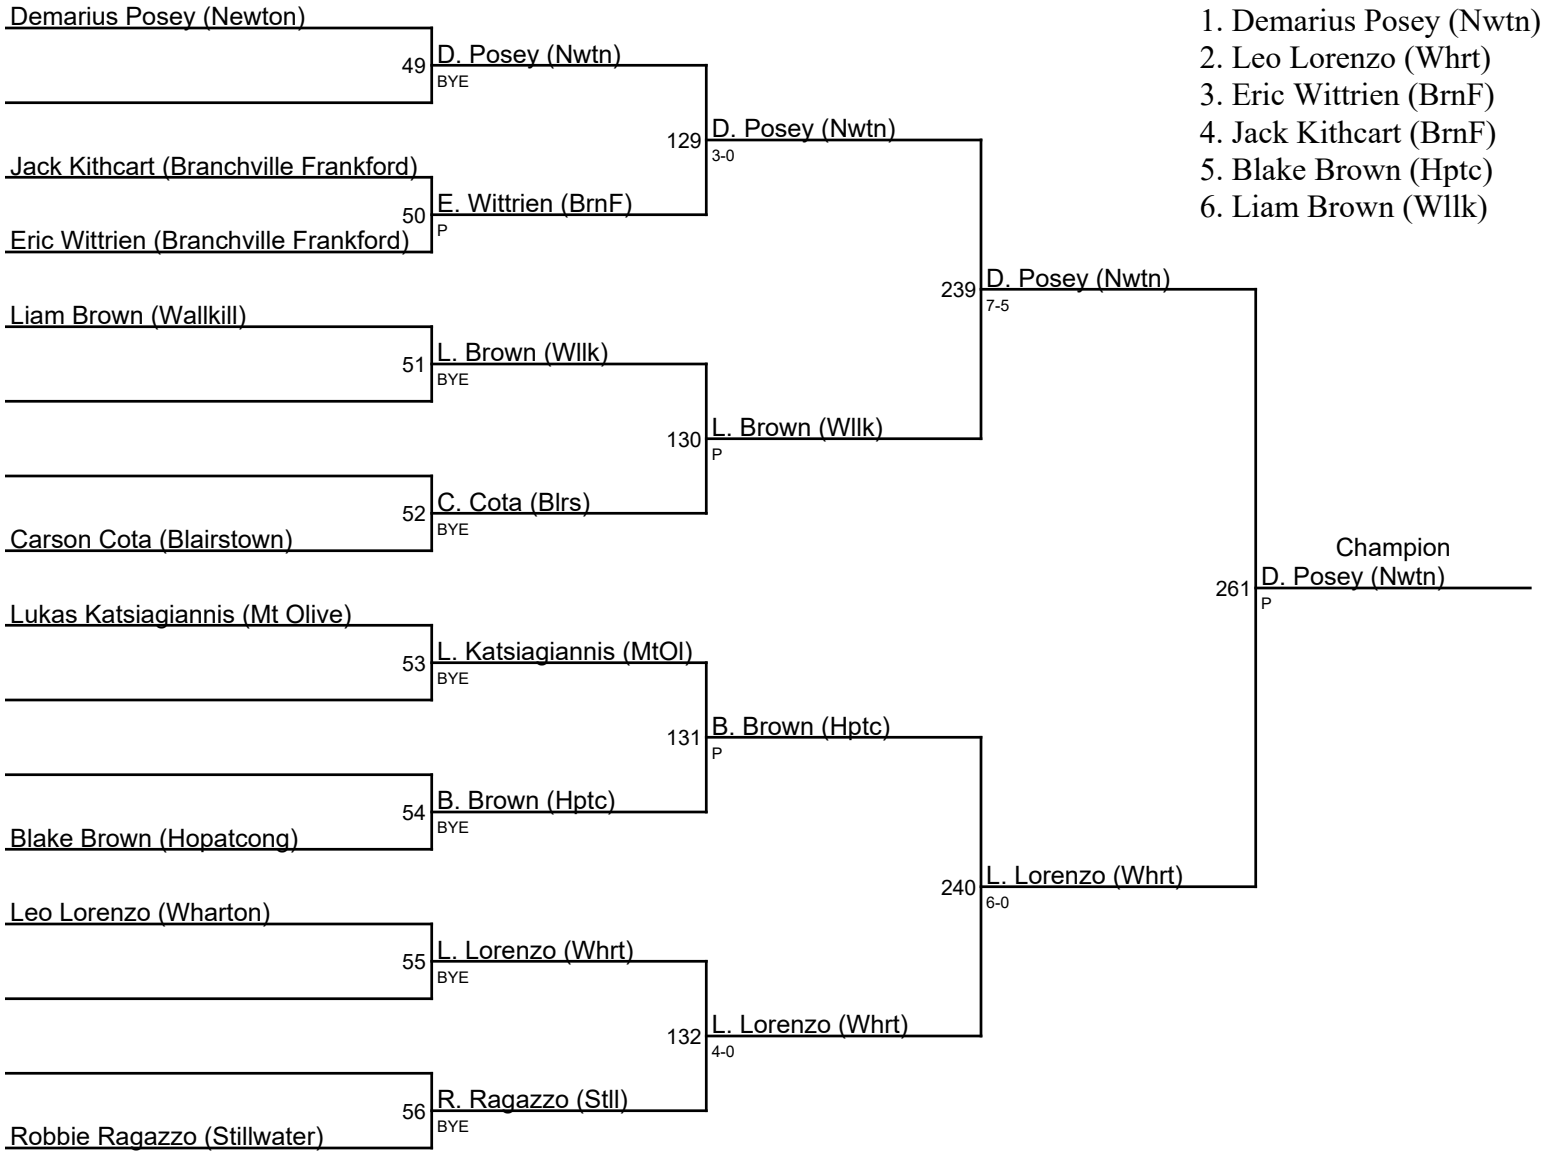 Demarius Posey (Newton)
49
D. Posey (Nwtn)
BYE
129
D. Posey (Nwtn)
3-0
Jack Kithcart (Branchville Frankford)
50
E. Wittrien (BrnF)
P
Eric Wittrien (Branchville Frankford)
239
D. Posey (Nwtn)
7-5
Liam Brown (Wallkill)
51
L. Brown (Wllk)
BYE
130
L. Brown (Wllk)
P
52
C. Cota (Blrs)
BYE
Carson Cota (Blairstown)
Champion
261
D. Posey (Nwtn)
P
Lukas Katsiagiannis (Mt Olive)
53
L. Katsiagiannis (MtOl)
BYE
131
B. Brown (Hptc)
P
54
B. Brown (Hptc)
BYE
Blake Brown (Hopatcong)
240
L. Lorenzo (Whrt)
6-0
Leo Lorenzo (Wharton)
55
L. Lorenzo (Whrt)
BYE
132
L. Lorenzo (Whrt)
4-0
56
R. Ragazzo (Stll)
BYE
Robbie Ragazzo (Stillwater)
1. Demarius Posey (Nwtn)
2. Leo Lorenzo (Whrt)
3. Eric Wittrien (BrnF)
4. Jack Kithcart (BrnF)
5. Blake Brown (Hptc)
6. Liam Brown (Wllk)